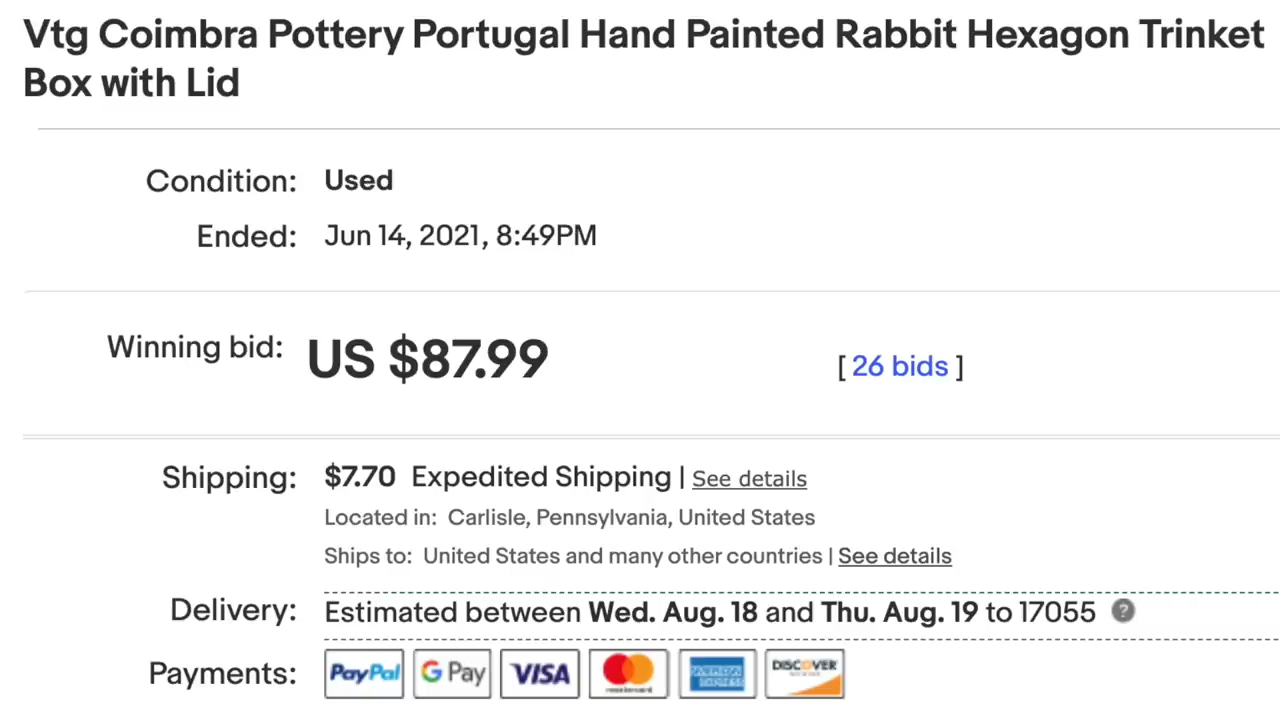 Vtg Coimbra Pottery Portugal Hand Painted Rabbit Hexagon Trinket
Box with Lid
Condition: Used
Ended: Jun 14, 2021, 8:49PM
Winning bid: US $87.99 [ 26 bids ]
Shipping: $7.70 Expedited Shipping | See details
Located in: Carlisle, Pennsylvania, United States
Ships to: United States and many other countries | See details
Delivery: Estimated between Wed. Aug. 18 and Thu. Aug. 19 to 17055 ?
Payments: PayPal G Pay VISA mastercard AMERICAN EXPRESS DISCOVER